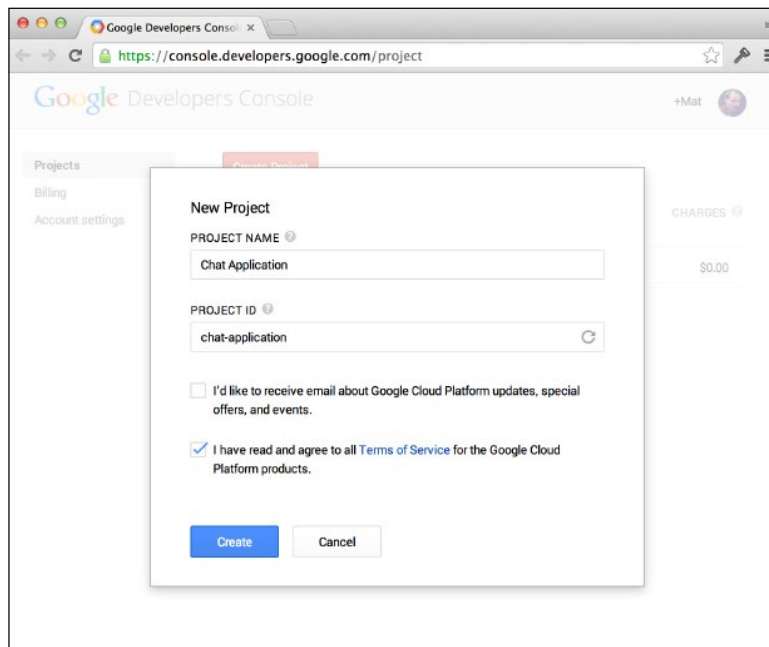 Google Developers Consol
https://console.developers.google.com/project
Google Developers Console
+Mat
Projects
Create Project
Billing
Account settings
CHARGES
$0.00
New Project
PROJECT NAME
Chat Application
PROJECT ID
chat-application
I'd like to receive email about Google Cloud Platform updates, special
offers, and events.
I have read and agree to all Terms of Service for the Google Cloud
Platform products.
Create
Cancel